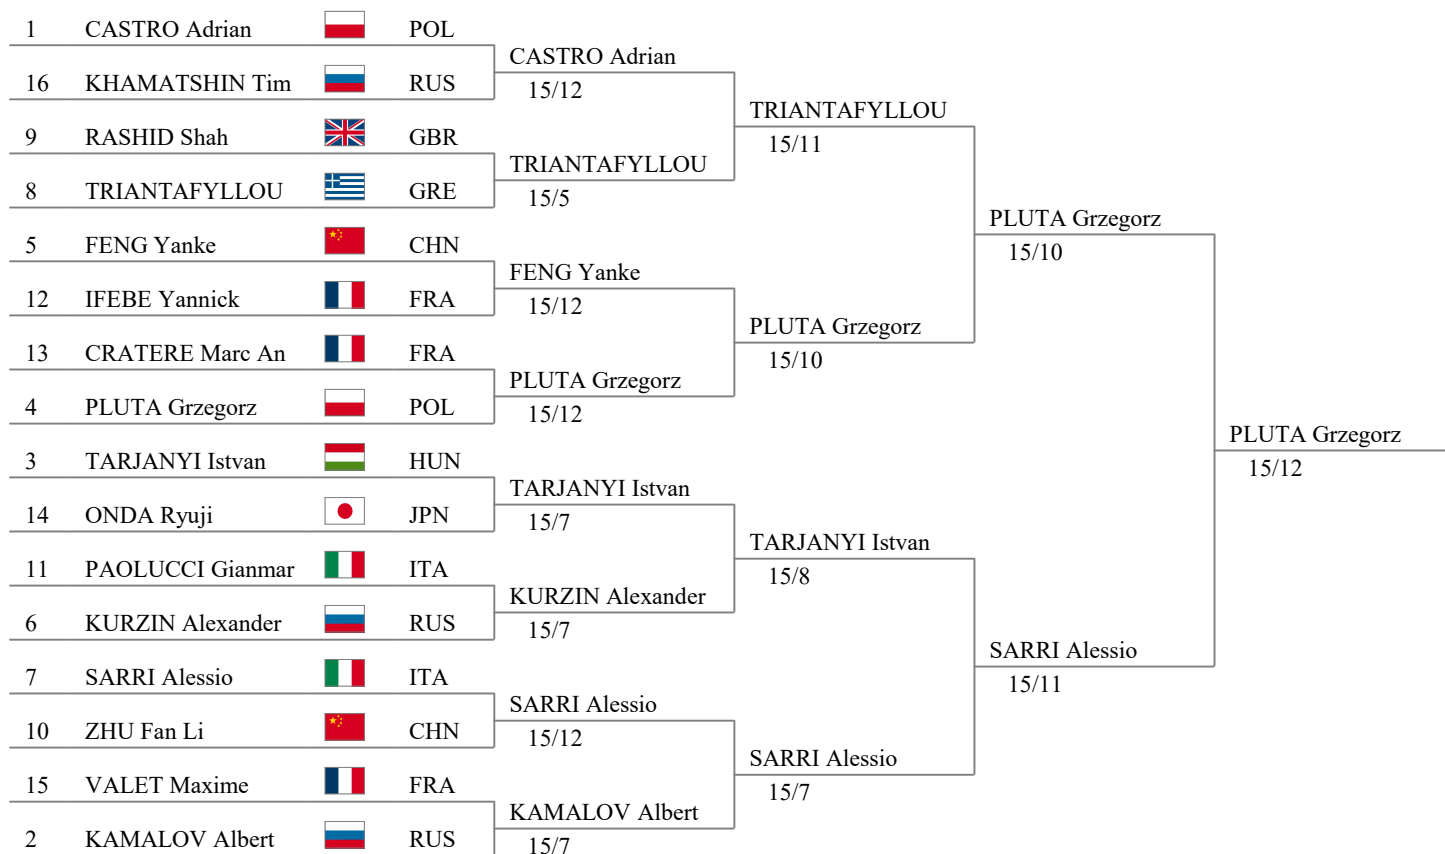 1 CASTRO Adrian POL
CASTRO Adrian
16 KHAMATSHIN Tim RUS
15/12
TRIANTAFYLLOU
9 RASHID Shah GBR
15/11
TRIANTAFYLLOU
8 TRIANTAFYLLOU GRE
15/5
PLUTA Grzegorz
5 FENG Yanke CHN
15/10
FENG Yanke
12 IFEBE Yannick FRA
15/12
PLUTA Grzegorz
13 CRATERE Marc An FRA
15/10
PLUTA Grzegorz
4 PLUTA Grzegorz POL
15/12
PLUTA Grzegorz
3 TARJANYI Istvan HUN
15/12
TARJANYI Istvan
14 ONDA Ryuji JPN
15/7
TARJANYI Istvan
11 PAOLUCCI Gianmar ITA
15/8
KURZIN Alexander
6 KURZIN Alexander RUS
15/7
SARRI Alessio
7 SARRI Alessio ITA
15/11
SARRI Alessio
10 ZHU Fan Li CHN
15/12
SARRI Alessio
15 VALET Maxime FRA
15/7
KAMALOV Albert
2 KAMALOV Albert RUS
15/7